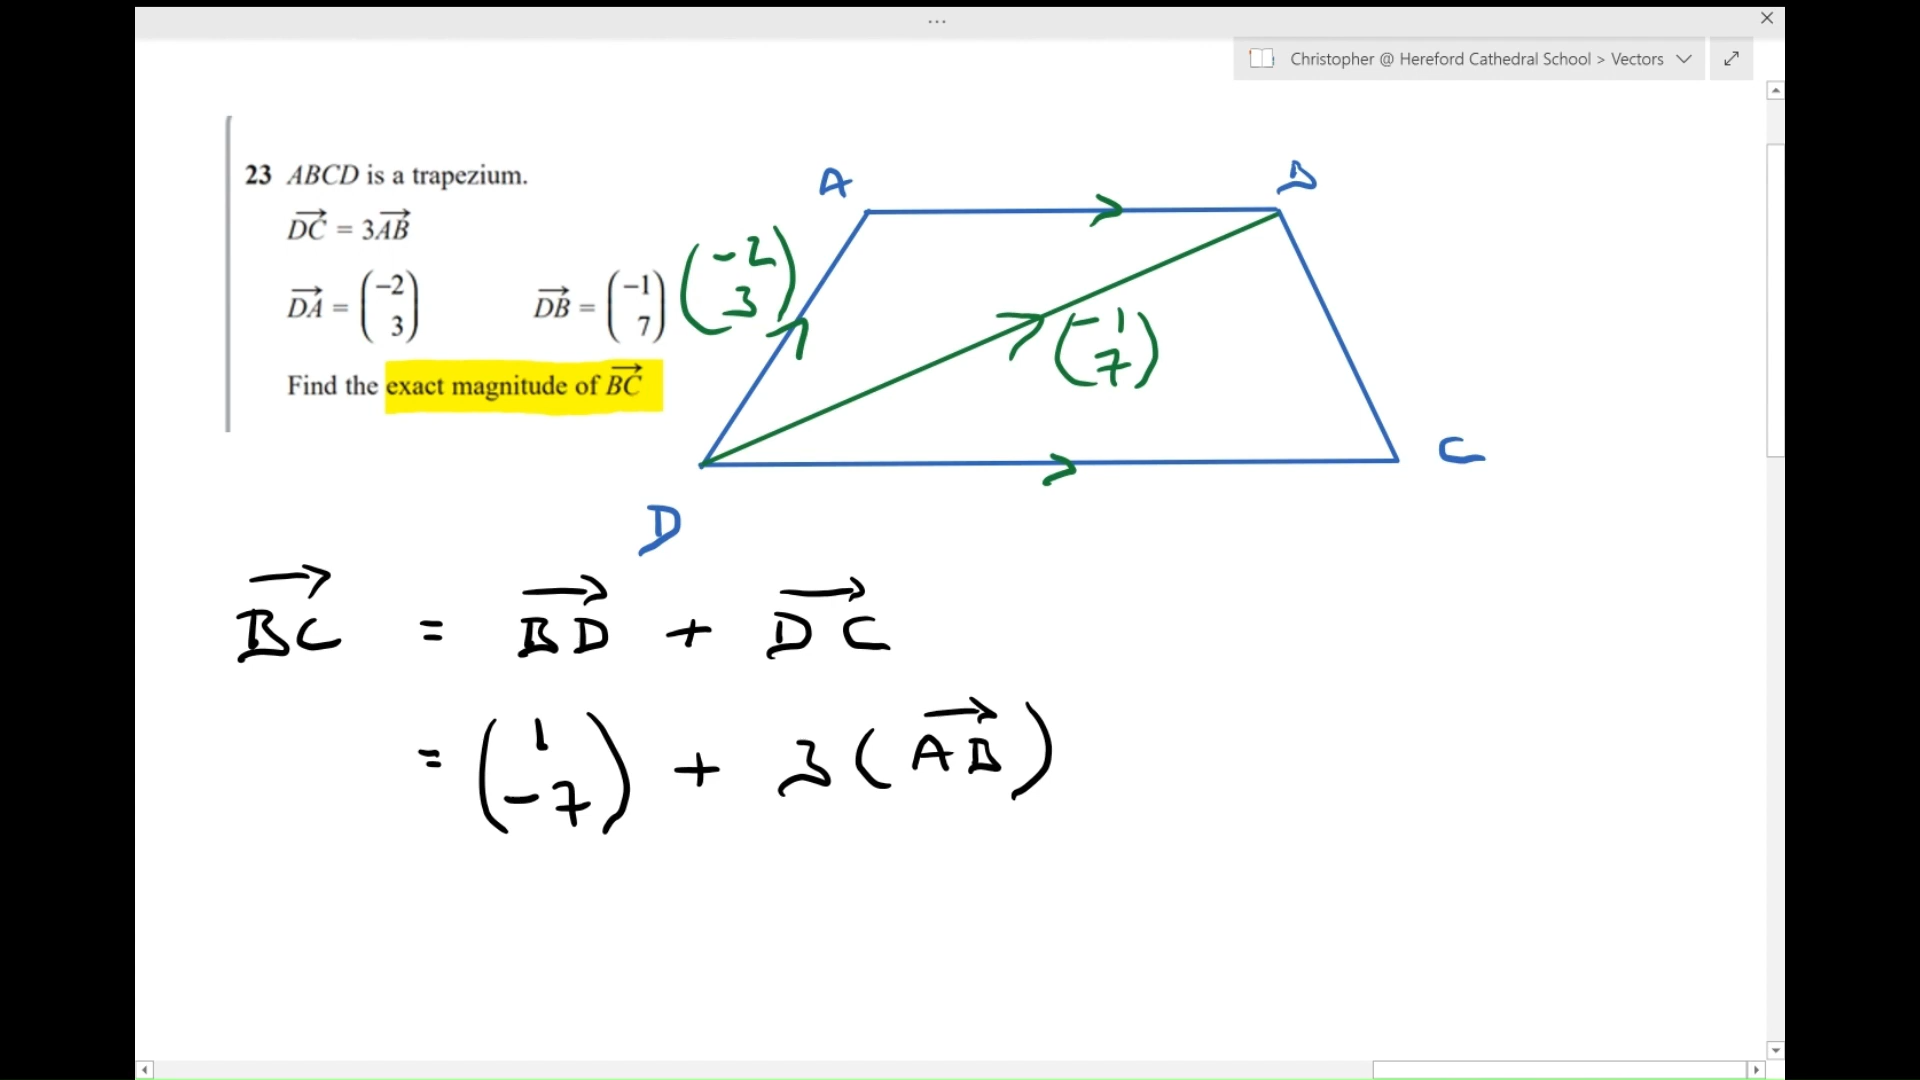 ...
Christopher @ Hereford Cathedral School > Vectors
23 ABCD is a trapezium.
DC→ = 3AB→
DA→ = (-2 3) DB→ = (-1 7)
Find the exact magnitude of BC→
A B
(-2 3)
(-1 7)
C
D
BC→ = BD→ + DC→
= (1 -7) + 3(AB→)